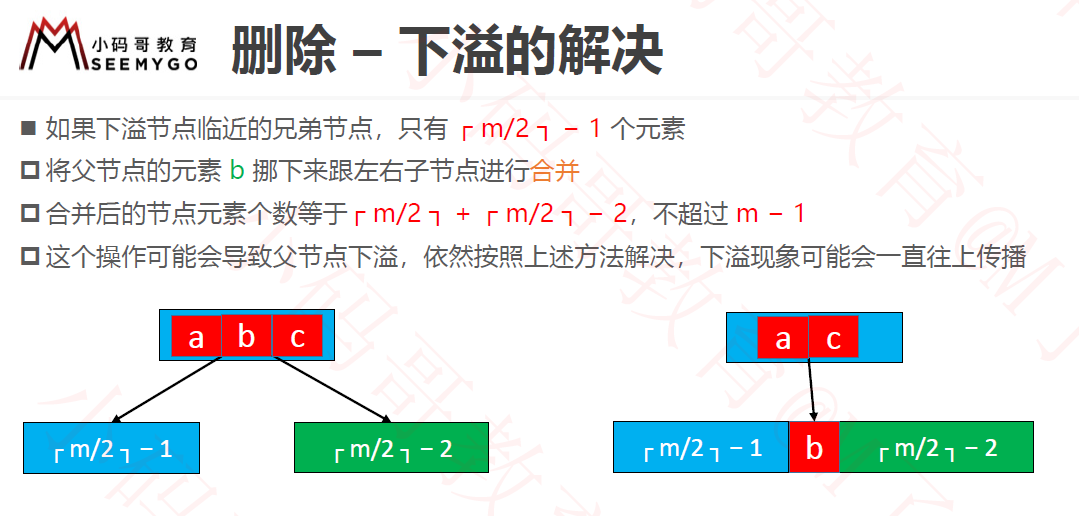 小码哥教育
SEEMYGO
删除 – 下溢的解决
■ 如果下溢节点临近的兄弟节点，只有 ┌ m/2 ┐ − 1 个元素
□ 将父节点的元素 b 挪下来跟左右子节点进行合并
□ 合并后的节点元素个数等于┌ m/2 ┐ + ┌ m/2 ┐ − 2，不超过 m − 1
□ 这个操作可能会导致父节点下溢，依然按照上述方法解决，下溢现象可能会一直往上传播
a b c
a c
┌ m/2 ┐ − 1
┌ m/2 ┐ − 2
┌ m/2 ┐ − 1 b ┌ m/2 ┐ − 2